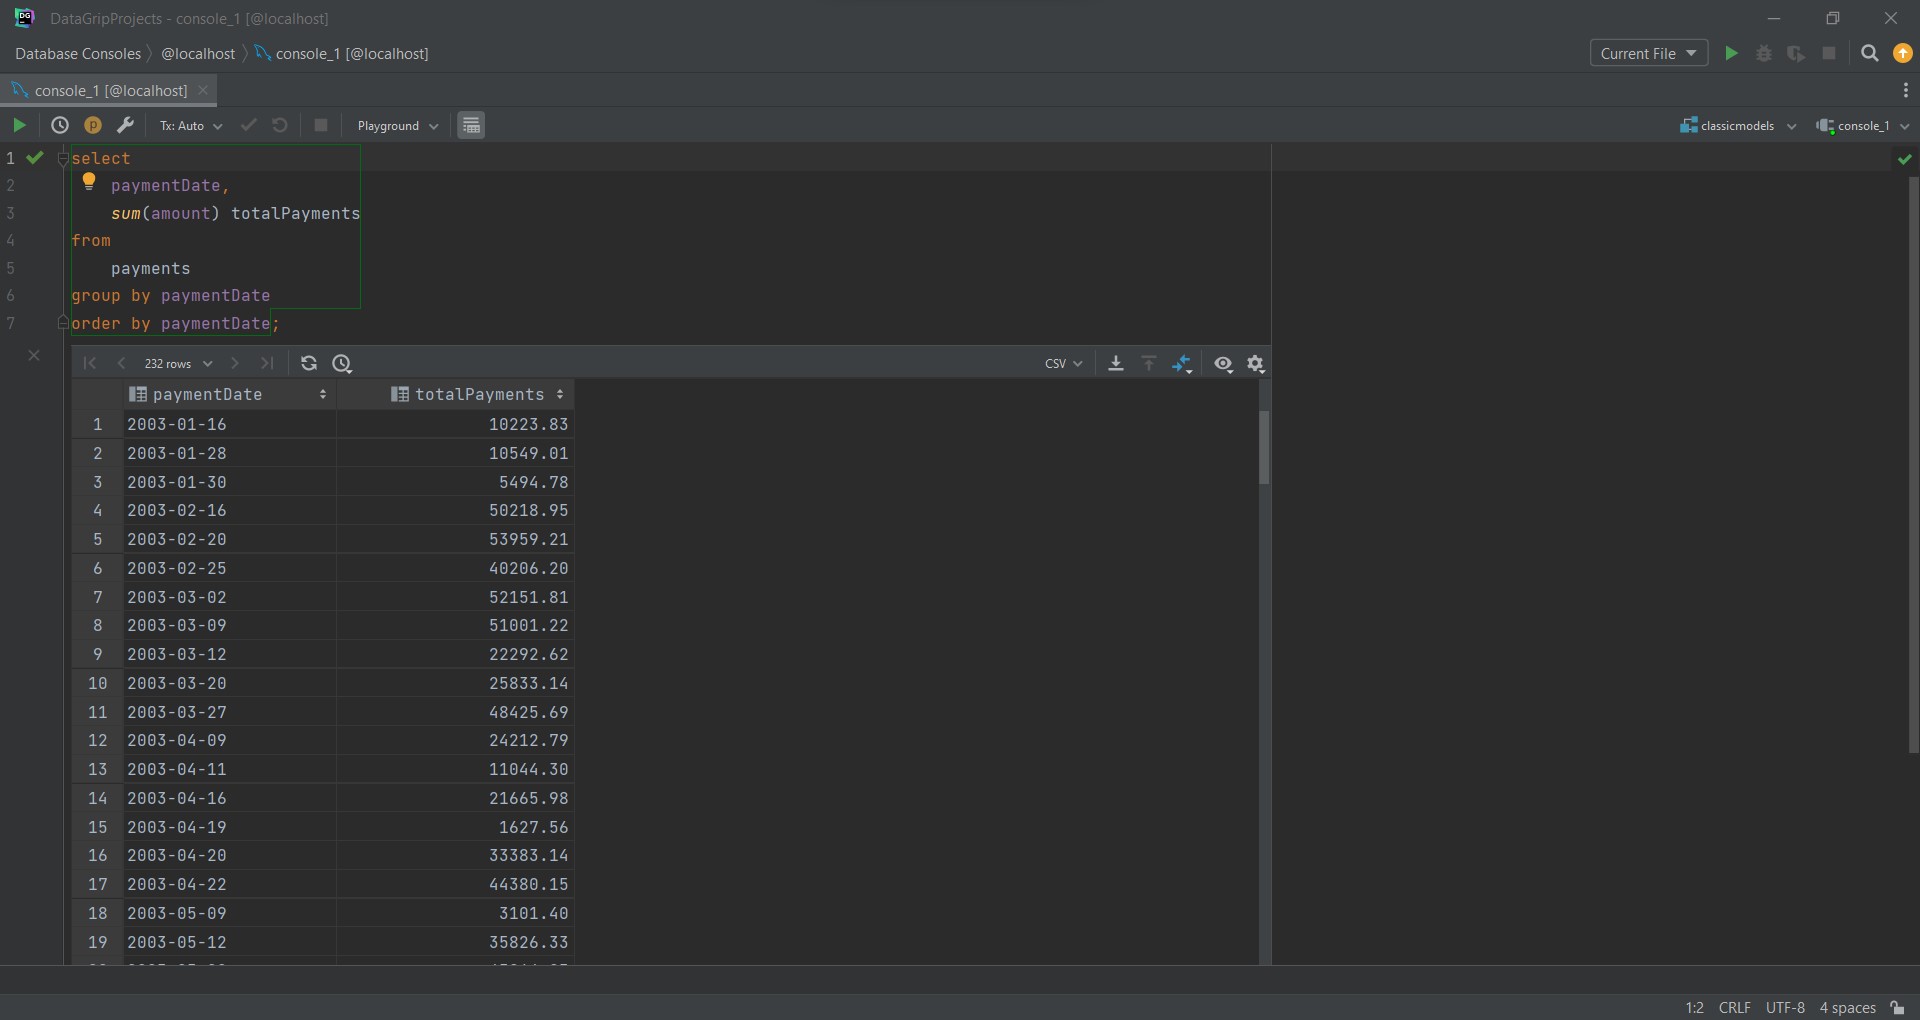 DG DataGripProjects - console_1 [@localhost]
Database Consoles @localhost console_1 [@localhost] Current File
console_1 [@localhost]
p Tx: Auto Playground classicmodels console_1
1 select
2 paymentDate,
3 sum(amount) totalPayments
4 from
5 payments
6 group by paymentDate
7 order by paymentDate;
232 rows CSV
paymentDate totalPayments
1 2003-01-16 10223.83
2 2003-01-28 10549.01
3 2003-01-30 5494.78
4 2003-02-16 50218.95
5 2003-02-20 53959.21
6 2003-02-25 40206.20
7 2003-03-02 52151.81
8 2003-03-09 51001.22
9 2003-03-12 22292.62
10 2003-03-20 25833.14
11 2003-03-27 48425.69
12 2003-04-09 24212.79
13 2003-04-11 11044.30
14 2003-04-16 21665.98
15 2003-04-19 1627.56
16 2003-04-20 33383.14
17 2003-04-22 44380.15
18 2003-05-09 3101.40
19 2003-05-12 35826.33
1:2 CRLF UTF-8 4 spaces